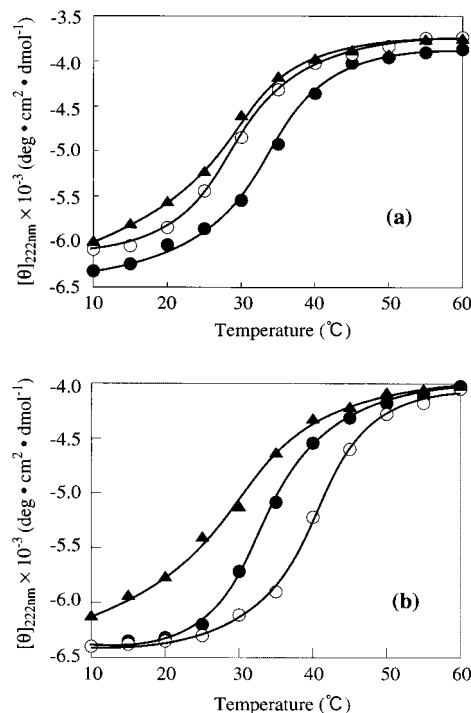 -3.5
-4.0
-4.5
-5.0
-5.5
-6.0
-6.5
[θ]222nm × 10⁻³ (deg • cm² • dmol⁻¹)
(a)
10 20 30 40 50 60
Temperature (℃)
-4.0
-4.5
-5.0
-5.5
-6.0
-6.5
[θ]222nm × 10⁻³ (deg • cm² • dmol⁻¹)
(b)
10 20 30 40 50 60
Temperature (℃)